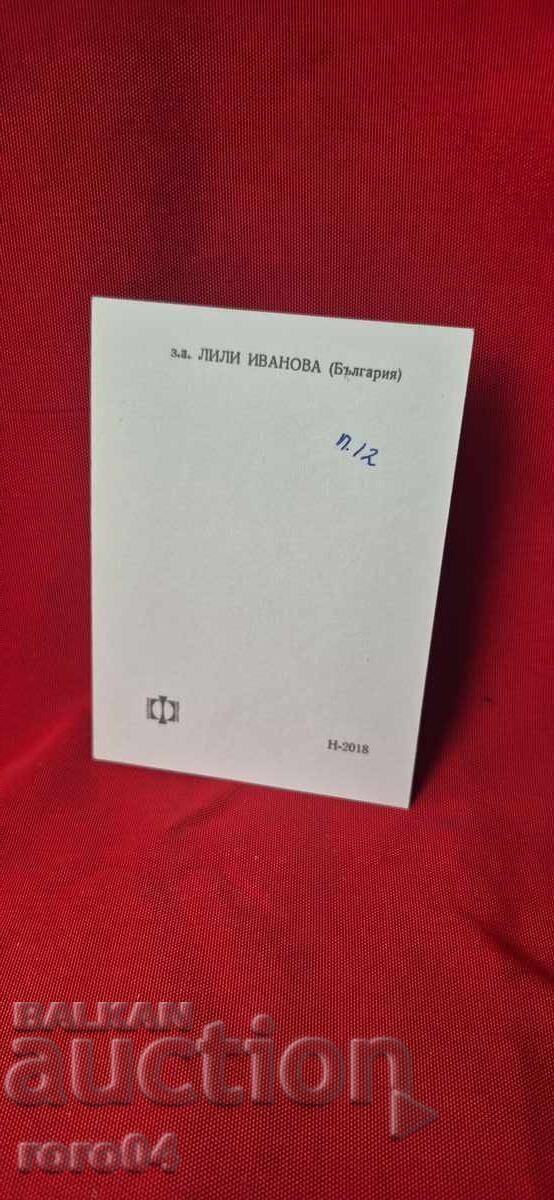 з.а. ЛИЛИ ИВАНОВА (България)
п.12
Ф
Н-2018
BALKAN
auction
roro04